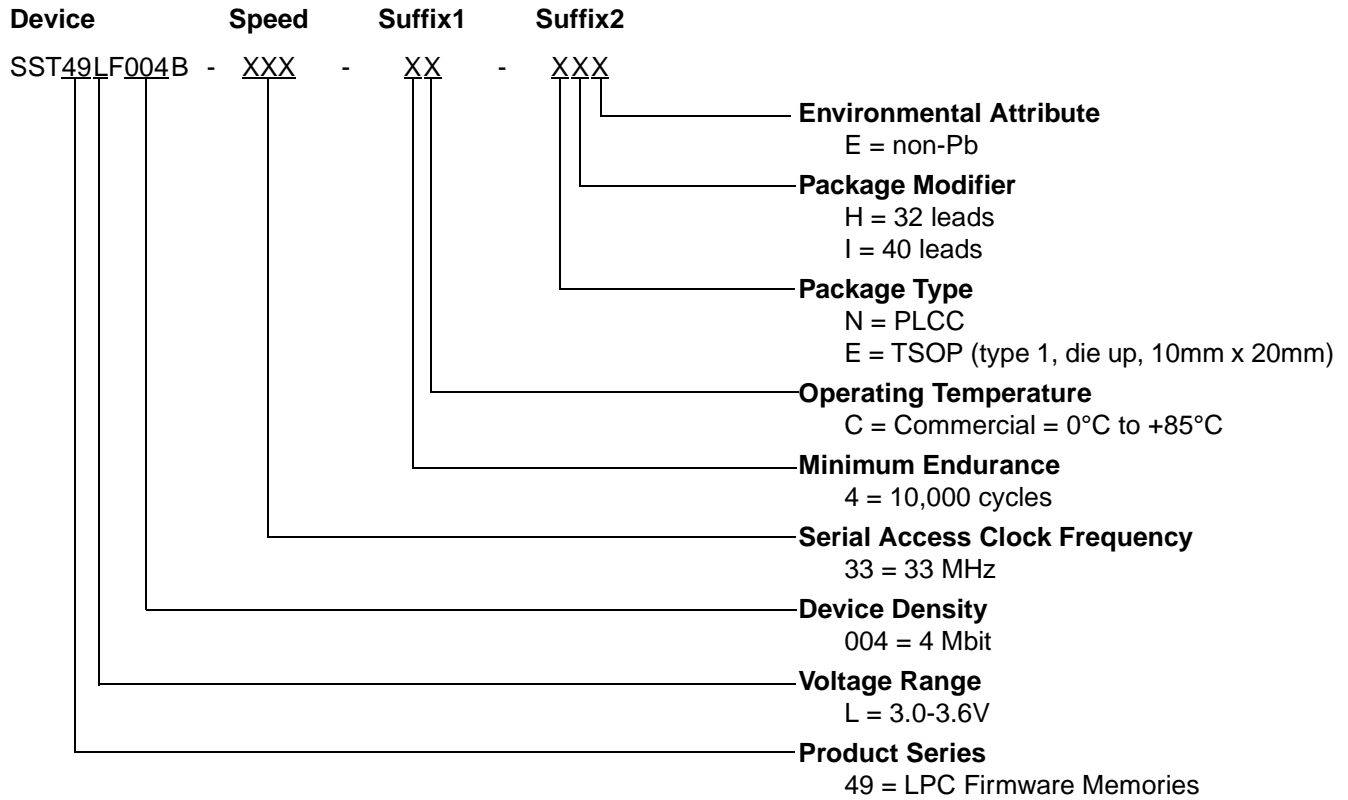 Device Speed Suffix1 Suffix2
SST49LF004B - XXX - XX - XXX
Environmental Attribute
E = non-Pb
Package Modifier
H = 32 leads
I = 40 leads
Package Type
N = PLCC
E = TSOP (type 1, die up, 10mm x 20mm)
Operating Temperature
C = Commercial = 0°C to +85°C
Minimum Endurance
4 = 10,000 cycles
Serial Access Clock Frequency
33 = 33 MHz
Device Density
004 = 4 Mbit
Voltage Range
L = 3.0-3.6V
Product Series
49 = LPC Firmware Memories